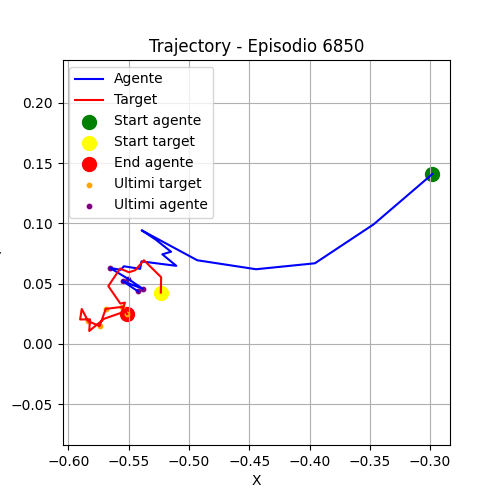 Trajectory - Episodio 6850
Agente
Target
Start agente
Start target
End agente
Ultimi target
Ultimi agente
0.20
0.15
0.10
0.05
0.00
−0.05
−0.60
−0.55
−0.50
−0.45
−0.40
−0.35
−0.30
X